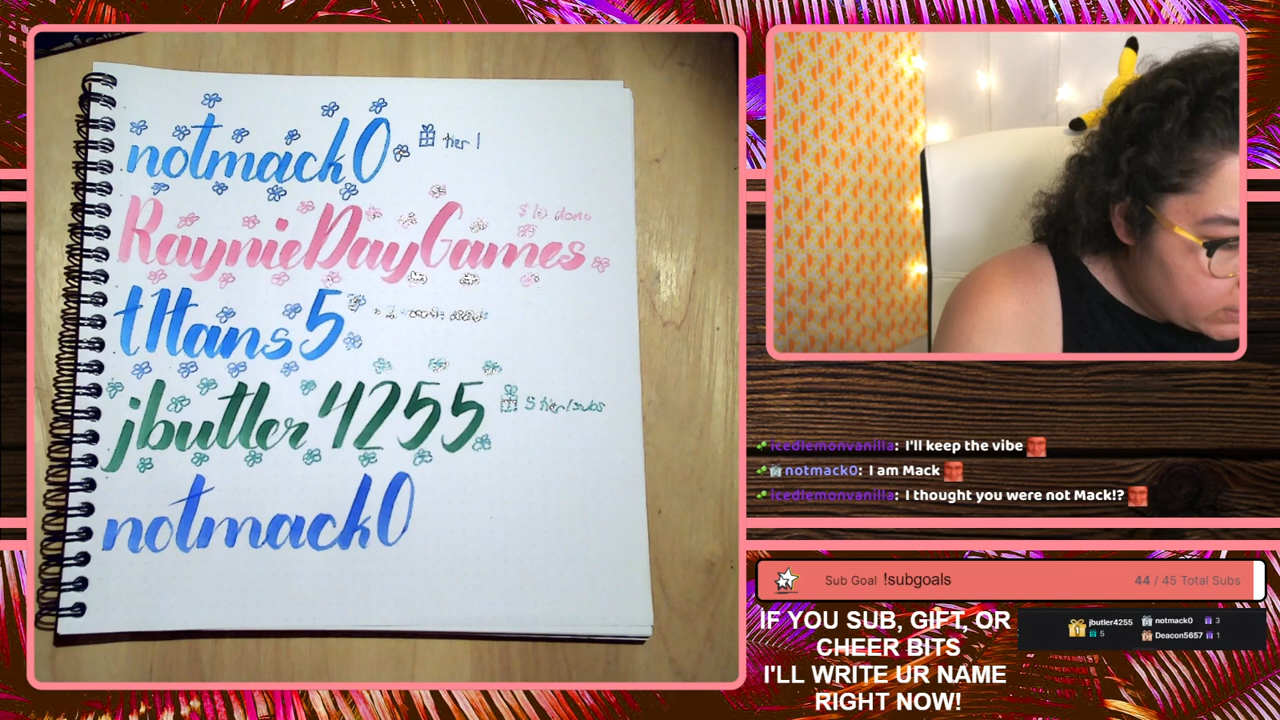 notmack0 tier 1
RaynieDayGames $10 dono
tHans5
jbutler4255 5 tier 1 subs
notmack0
icedlemonvanilla: I'll keep the vibe
notmack0: I am Mack
icedlemonvanilla: I thought you were not Mack!?
Sub Goal !subgoals 44 / 45 Total Subs
IF YOU SUB, GIFT, OR
CHEER BITS
I'LL WRITE UR NAME
RIGHT NOW!
1 jbutler4255 5
notmack0 3
Deacon5657 1